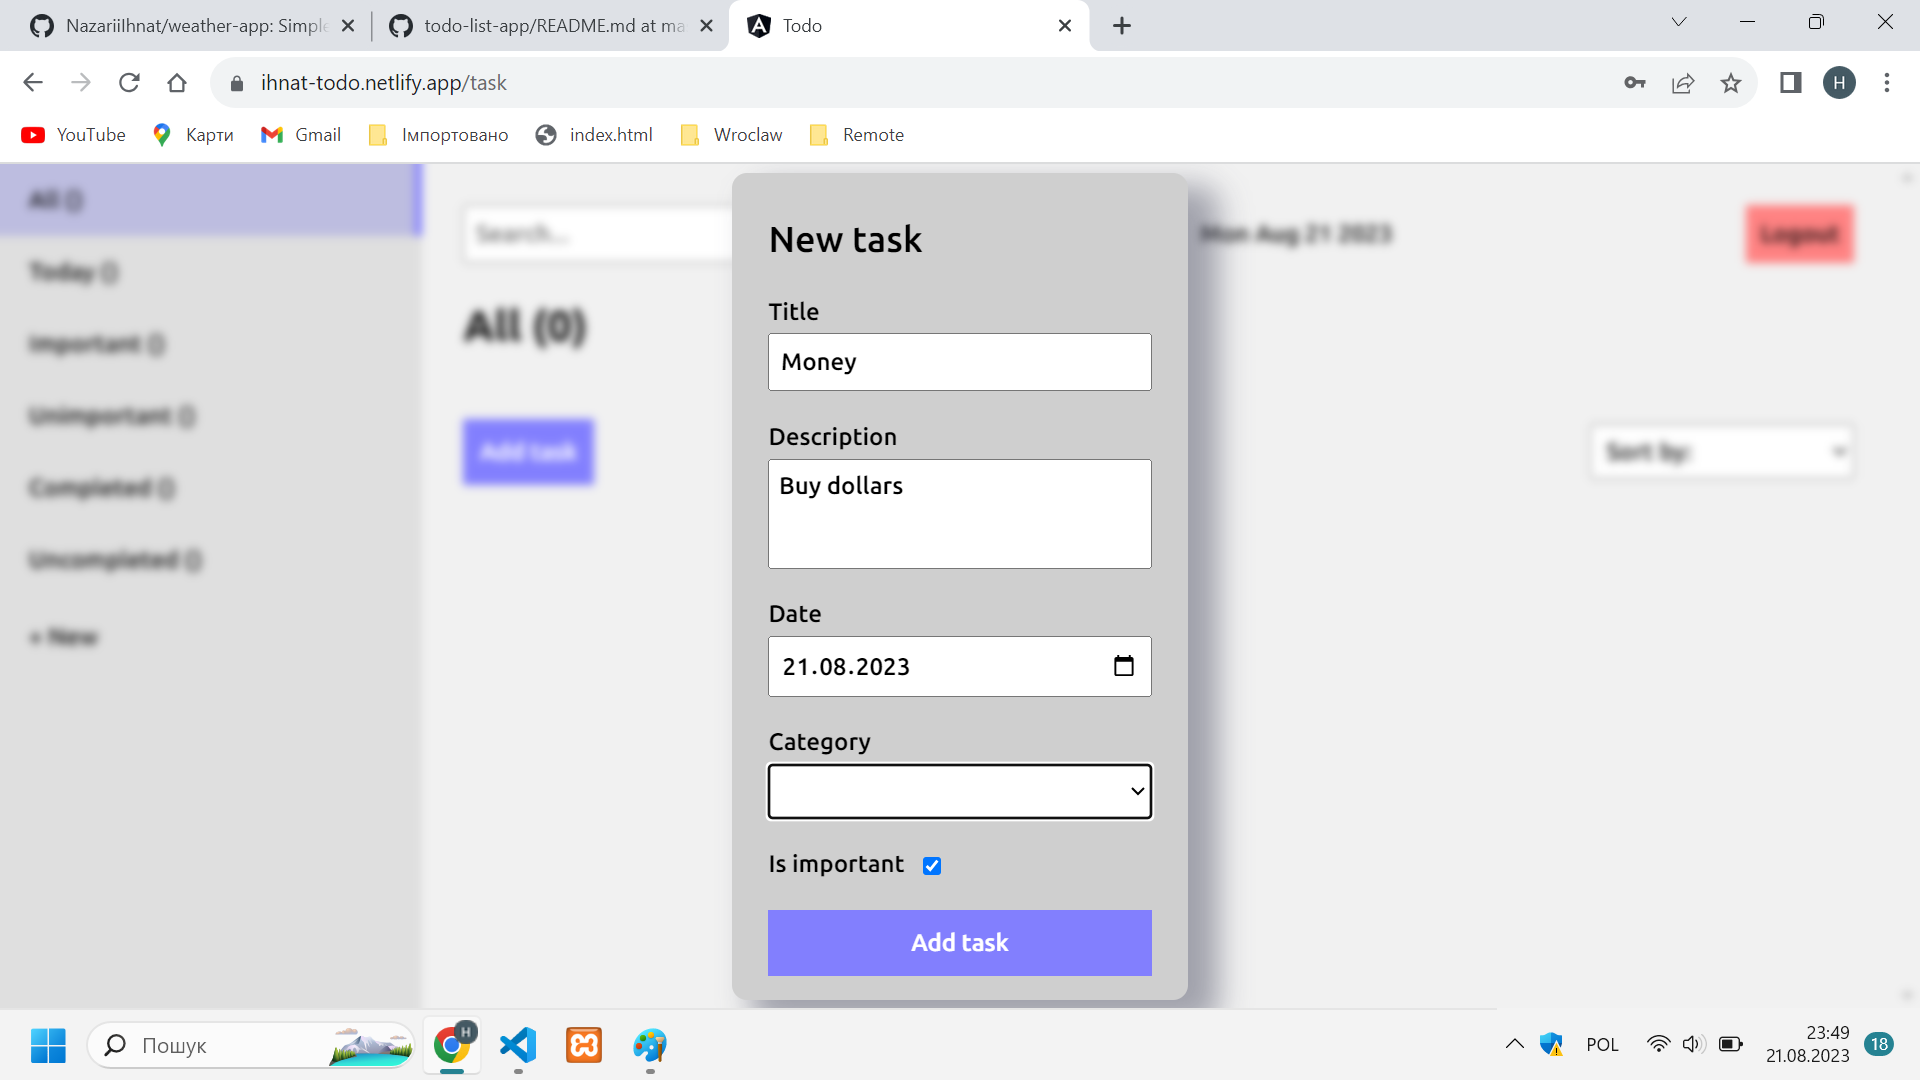 NazariiIhnat/weather-app: Simple
todo-list-app/README.md at ma
Todo
ihnat-todo.netlify.app/task
H
YouTube
Карти
Gmail
Імпортовано
index.html
Wroclaw
Remote
All ()
Today ()
Important ()
Unimportant ()
Completed ()
Uncompleted ()
+ New
Search...
Mon Aug 21 2023
Logout
All (0)
Add task
Sort by:
New task
Title
Money
Description
Buy dollars
Date
21.08.2023
Category
Is important
Add task
Пошук
H
POL
23:49
21.08.2023
18